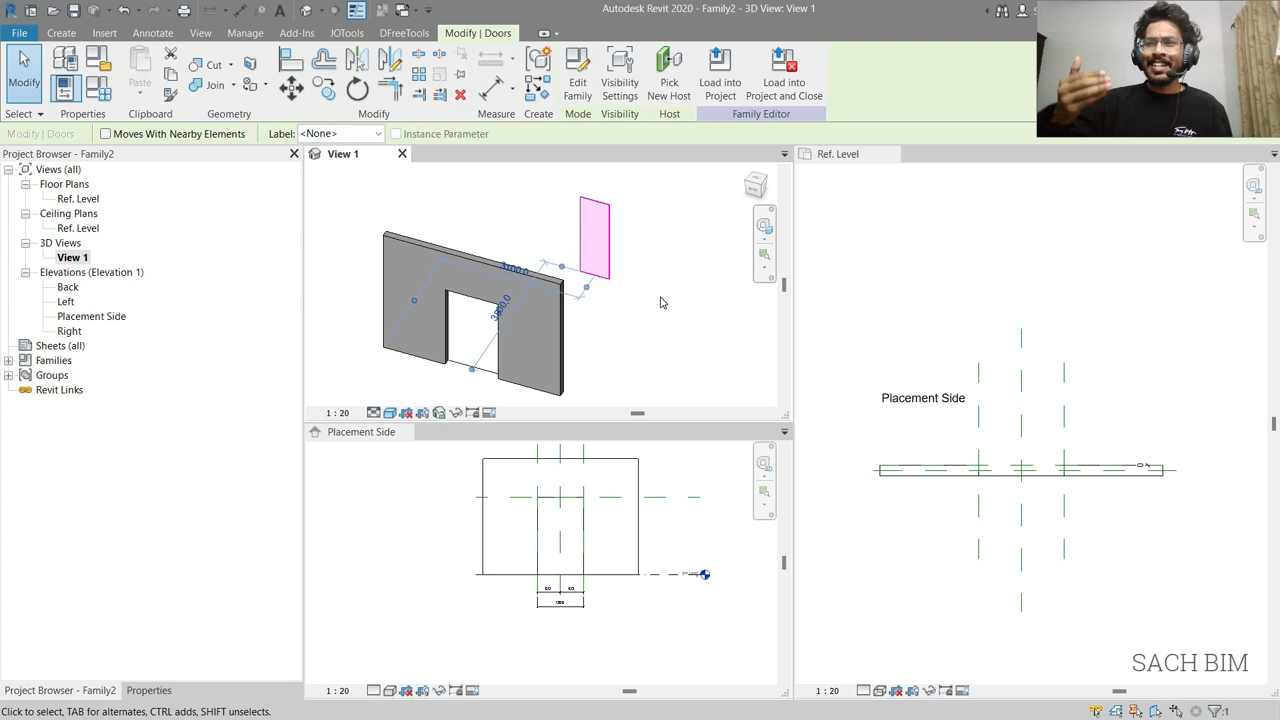 Autodesk Revit 2020 - Family2 - 3D View: View 1
File Create Insert Annotate View Manage Add-Ins JOTools DFreeTools Modify | Doors
Modify
Paste
Cut
Join
Edit Family
Visibility Settings
Pick New Host
Load into Project
Load into Project and Close
Select Properties Clipboard Geometry Modify Measure Create Mode Visibility Host Family Editor
Modify | Doors Moves With Nearby Elements Label: <None> Instance Parameter
Project Browser - Family2
Views (all)
Floor Plans
Ref. Level
Ceiling Plans
Ref. Level
3D Views
View 1
Elevations (Elevation 1)
Back
Left
Placement Side
Right
Sheets (all)
Families
Groups
Revit Links
Project Browser - Family2 Properties
View 1
3700.0
3800.0
1 : 20
Placement Side
1 : 20
Ref. Level
Placement Side
SACH BIM
1 : 20
Click to select, TAB for alternates, CTRL adds, SHIFT unselects.
:1